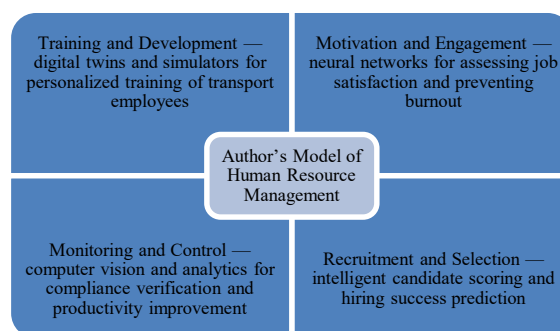 Training and Development —
digital twins and simulators for
personalized training of transport
employees
Motivation and Engagement —
neural networks for assessing job
satisfaction and preventing
burnout
Author's Model of
Human Resource
Management
Monitoring and Control —
computer vision and analytics for
compliance verification and
productivity improvement
Recruitment and Selection —
intelligent candidate scoring and
hiring success prediction